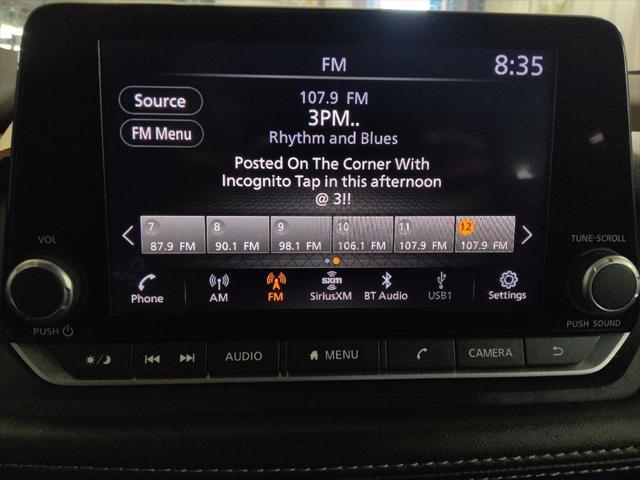 FM
8:35
Source
FM Menu
107.9 FM
3PM..
Rhythm and Blues
Posted On The Corner With
Incognito Tap in this afternoon
@ 3!!
7 8 9 10 11 12
87.9 FM 90.1 FM 98.1 FM 106.1 FM 107.9 FM 107.9 FM
sxm
Phone AM FM SiriusXM BT Audio USB1 Settings
VOL
PUSH
TUNE-SCROLL
PUSH SOUND
AUDIO MENU CAMERA